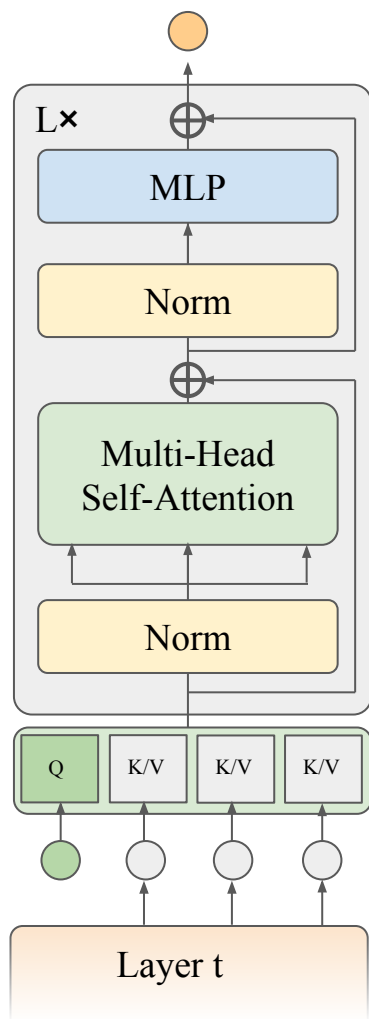 L×
MLP
Norm
Multi-Head
Self-Attention
Norm
Q K/V K/V K/V
Layer t